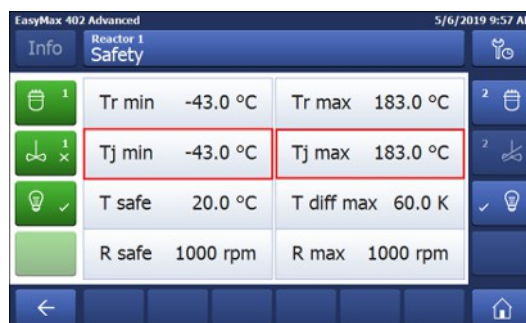 EasyMax 402 Advanced 5/6/2019 9:57 A
Info Reactor 1
Safety
1 Tr min -43.0 °C Tr max 183.0 °C 2
1 Tj min -43.0 °C Tj max 183.0 °C 2
T safe 20.0 °C T diff max 60.0 K
R safe 1000 rpm R max 1000 rpm